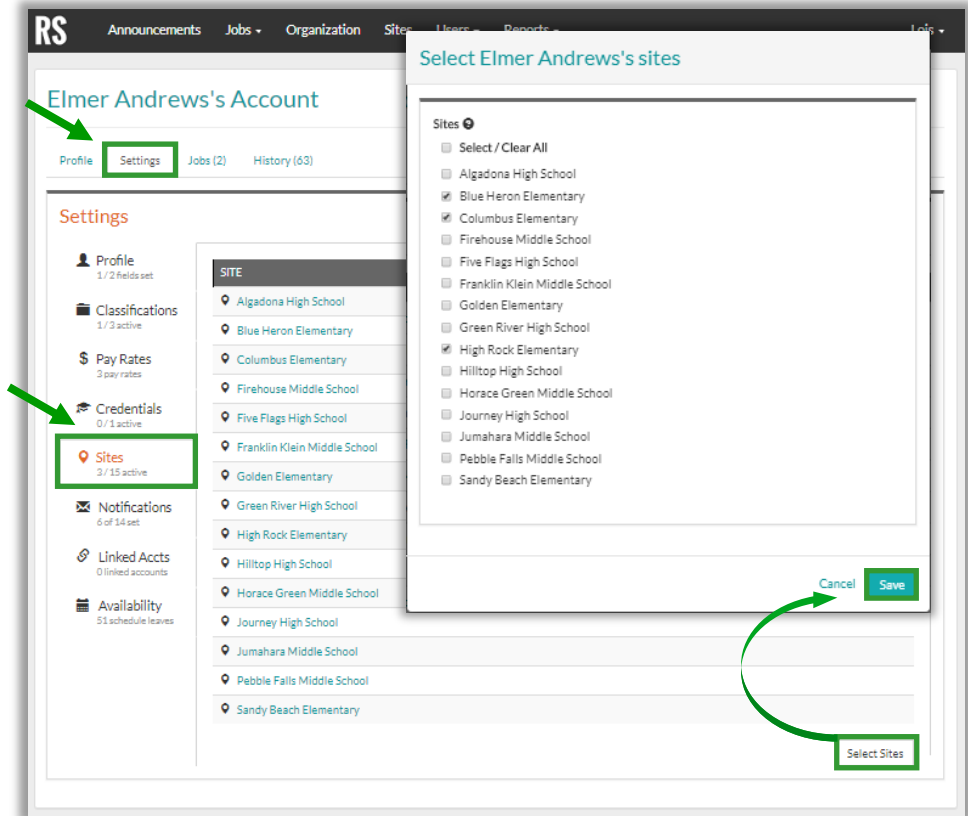 RS Announcements Jobs Organization Sites Users Reports Lois
Elmer Andrews's Account
Profile Settings Jobs (2) History (63)
Settings
Profile
1 / 2 fields set
Classifications
1 / 3 active
$ Pay Rates
3 pay rates
Credentials
0 / 1 active
Sites
3 / 15 active
Notifications
6 of 14 set
Linked Accts
0 linked accounts
Availability
51 schedule leaves
SITE
Algadona High School
Blue Heron Elementary
Columbus Elementary
Firehouse Middle School
Five Flags High School
Franklin Klein Middle School
Golden Elementary
Green River High School
High Rock Elementary
Hilltop High School
Horace Green Middle School
Journey High School
Jumahara Middle School
Pebble Falls Middle School
Sandy Beach Elementary
Select Sites
Select Elmer Andrews's sites
Sites ?
Select / Clear All
Algadona High School
Blue Heron Elementary
Columbus Elementary
Firehouse Middle School
Five Flags High School
Franklin Klein Middle School
Golden Elementary
Green River High School
High Rock Elementary
Hilltop High School
Horace Green Middle School
Journey High School
Jumahara Middle School
Pebble Falls Middle School
Sandy Beach Elementary
Cancel Save